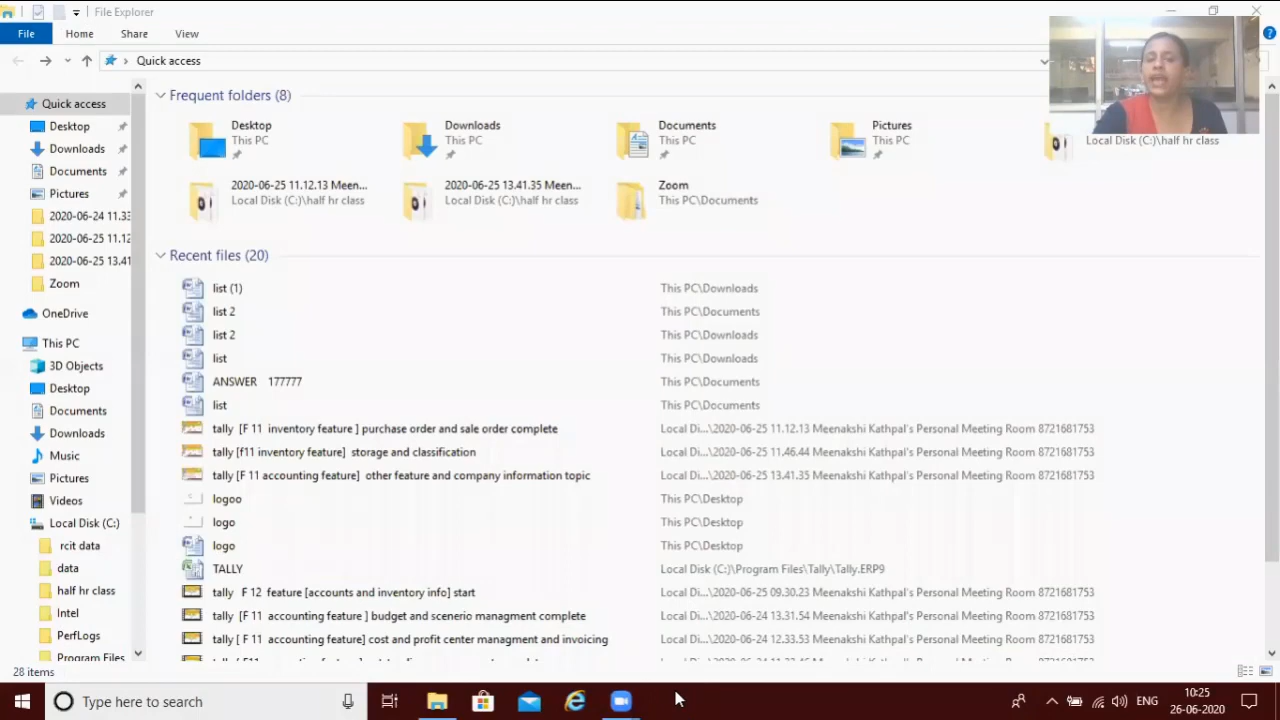 File Explorer
File Home Share View
Quick access
Quick access
Desktop
Downloads
Documents
Pictures
2020-06-24 11.33
2020-06-25 11.12
2020-06-25 13.41
Zoom
OneDrive
This PC
3D Objects
Desktop
Documents
Downloads
Music
Pictures
Videos
Local Disk (C:)
rcit data
data
half hr class
Intel
PerfLogs
Program Files
Frequent folders (8)
Desktop
This PC
Downloads
This PC
Documents
This PC
Pictures
This PC
Local Disk (C:)\half hr class
2020-06-25 11.12.13 Meen...
Local Disk (C:)\half hr class
2020-06-25 13.41.35 Meen...
Local Disk (C:)\half hr class
Zoom
This PC\Documents
Recent files (20)
list (1) This PC\Downloads
list 2 This PC\Documents
list 2 This PC\Downloads
list This PC\Downloads
ANSWER 177777 This PC\Documents
list This PC\Documents
tally [F 11 inventory feature ] purchase order and sale order complete Local Di...\2020-06-25 11.12.13 Meenakshi Kathpal's Personal Meeting Room 8721681753
tally [f11 inventory feature] storage and classification Local Di...\2020-06-25 11.46.44 Meenakshi Kathpal's Personal Meeting Room 8721681753
tally [F 11 accounting feature] other feature and company information topic Local Di...\2020-06-25 13.41.35 Meenakshi Kathpal's Personal Meeting Room 8721681753
logoo This PC\Desktop
logo This PC\Desktop
logo This PC\Desktop
TALLY Local Disk (C:)\Program Files\Tally\Tally.ERP9
tally F 12 feature [accounts and inventory info] start Local Di...\2020-06-25 09.30.23 Meenakshi Kathpal's Personal Meeting Room 8721681753
tally [F 11 accounting feature ] budget and scenerio managment complete Local Di...\2020-06-24 13.31.54 Meenakshi Kathpal's Personal Meeting Room 8721681753
tally [ F 11 accounting feature] cost and profit center managment and invoicing Local Di...\2020-06-24 12.33.53 Meenakshi Kathpal's Personal Meeting Room 8721681753
28 items
Type here to search
ENG
10:25
26-06-2020